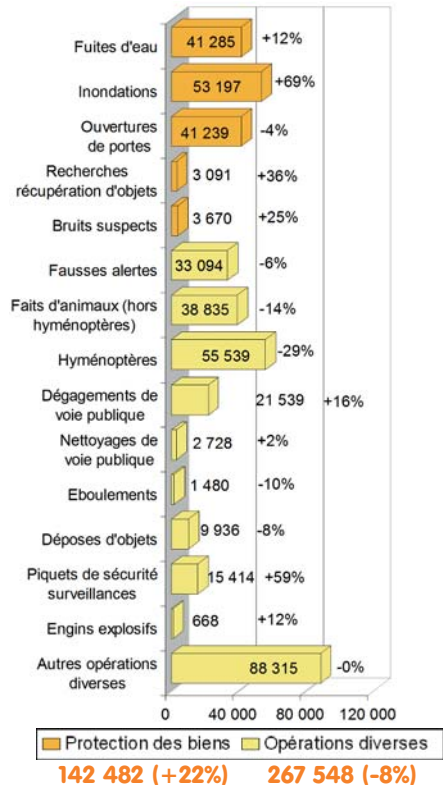 Fuites d'eau 41 285 +12%
Inondations 53 197 +69%
Ouvertures
de portes 41 239 -4%
Recherches
récupération d'objets 3 091 +36%
Bruits suspects 3 670 +25%
Fausses alertes 33 094 -6%
Faits d'animaux (hors
hyménoptères) 38 835 -14%
Hyménoptères 55 539 -29%
Dégagements de
voie publique 21 539 +16%
Nettoyages de
voie publique 2 728 +2%
Eboulements 1 480 -10%
Déposes d'objets 9 936 -8%
Piquets de sécurité
surveillances 15 414 +59%
Engins explosifs 668 +12%
Autres opérations
diverses 88 315 -0%
0 40 000 80 000 120 000
Protection des biens Opérations diverses
142 482 (+22%) 267 548 (-8%)